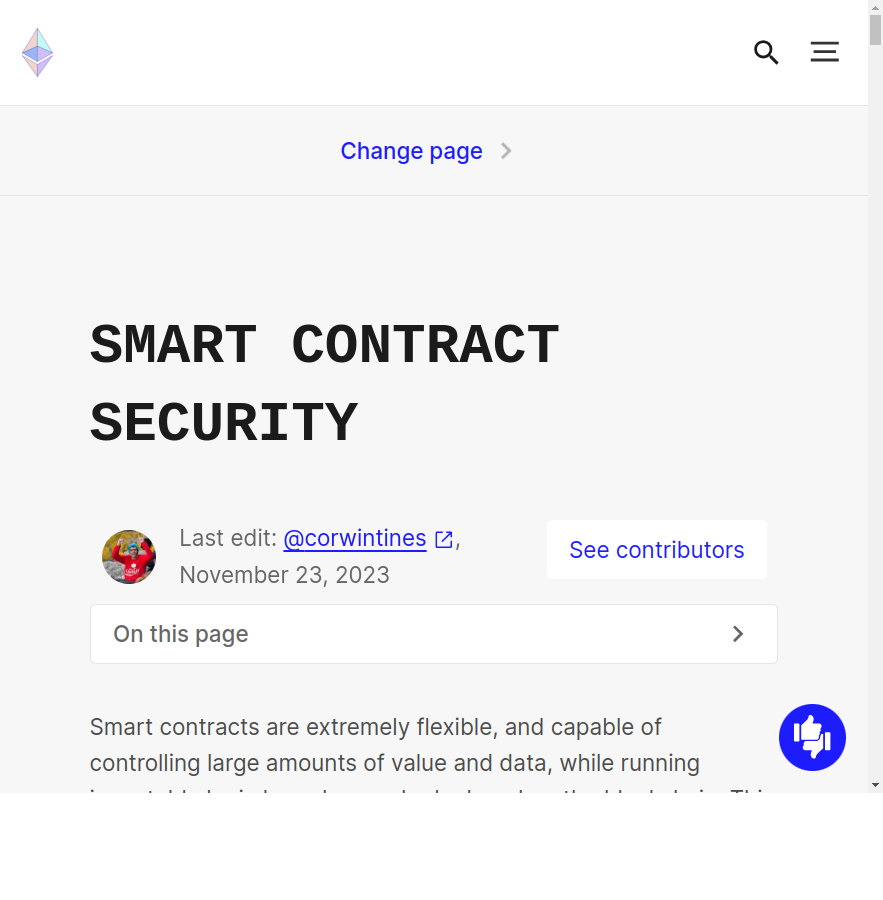 Change page
SMART CONTRACT
SECURITY
Last edit: @corwintines,
November 23, 2023
See contributors
On this page
Smart contracts are extremely flexible, and capable of
controlling large amounts of value and data, while running